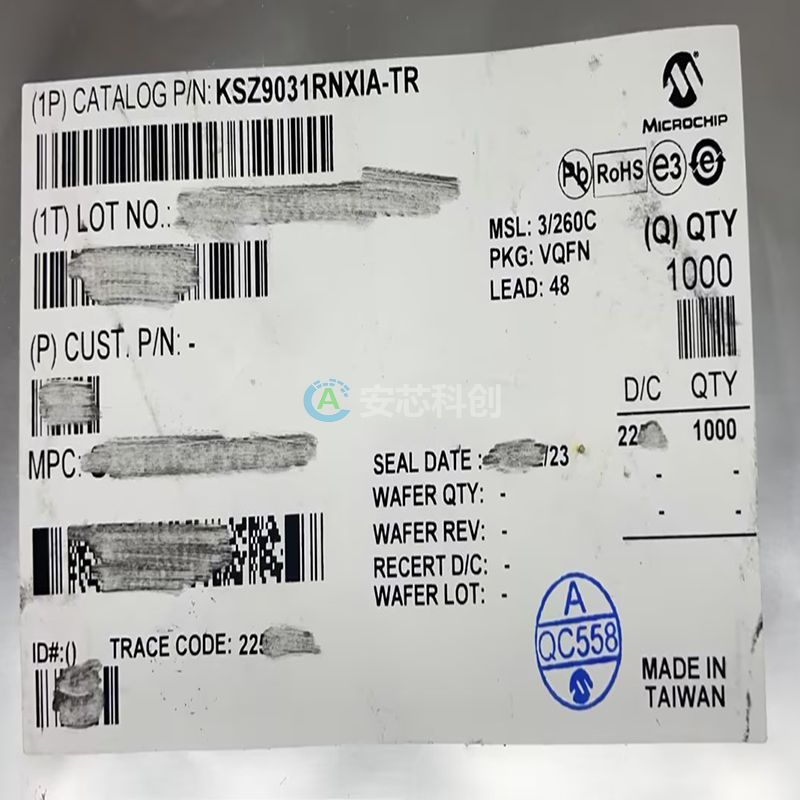 (1P) CATALOG P/N: KSZ9031RNXIA-TR
MICROCHIP
Pb RoHS e3 e
(1T) LOT NO.:
MSL: 3/260C
PKG: VQFN
LEAD: 48
(Q) QTY
1000
(P) CUST. P/N: -
安芯科创
D/C QTY
22 1000
- -
- -
MPC:
SEAL DATE : /23
WAFER QTY: -
WAFER REV: -
RECERT D/C: -
WAFER LOT: -
ID#:()
TRACE CODE: 225
A
QC558
MADE IN
TAIWAN